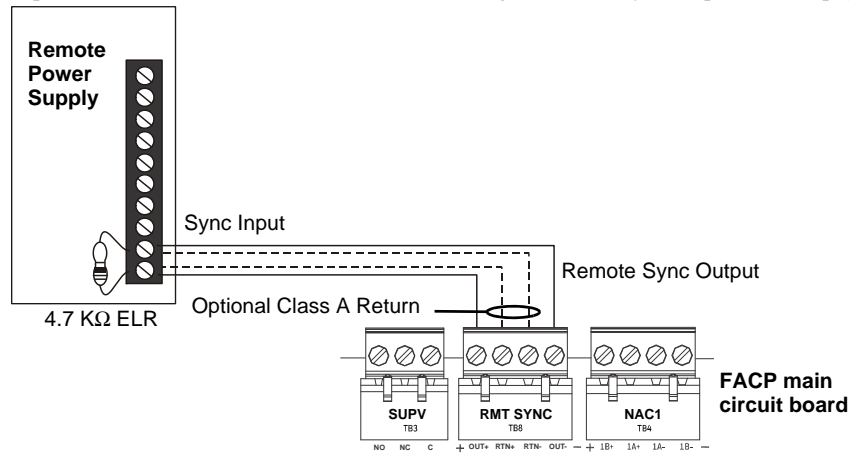 Remote
Power
Supply
Sync Input
Remote Sync Output
Optional Class A Return
4.7 KΩ ELR
FACP main
circuit board
SUPV
TB3
RMT SYNC
TB8
NAC1
TB4
NO NC C
+ OUT+ RTN+ RTN- OUT- −
+ 1B+ 1A+ 1A- 1B- −